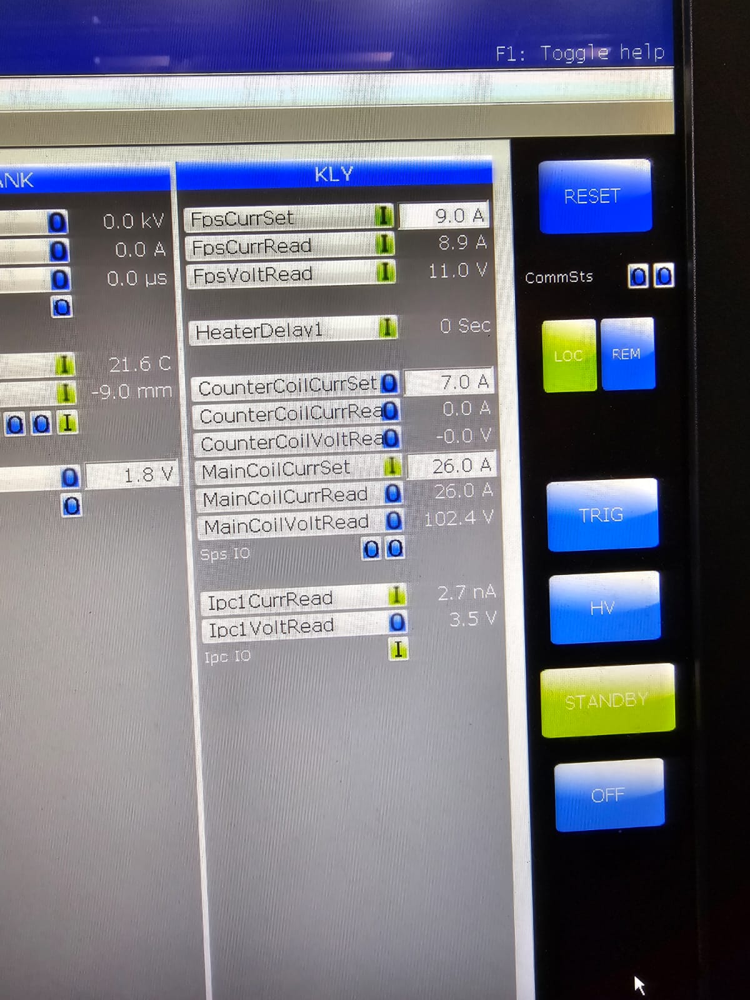 F1: Toggle help
ANK
O 0.0 kV
O 0.0 A
O 0.0 µs
O
I 21.6 C
I -9.0 mm
O O I
O 1.8 V
O
KLY
FpsCurrSet I 9.0 A
FpsCurrRead I 8.9 A
FpsVoltRead I 11.0 V
HeaterDelay1 I 0 Sec
CounterCoilCurrSet O 7.0 A
CounterCoilCurrRea O 0.0 A
CounterCoilVoltRea O -0.0 V
MainCoilCurrSet I 26.0 A
MainCoilCurrRead O 26.0 A
MainCoilVoltRead O 102.4 V
Sps IO O O
Ipc1CurrRead I 2.7 nA
Ipc1VoltRead O 3.5 V
Ipc IO I
RESET
CommSts O O
LOC REM
TRIG
HV
STANDBY
OFF